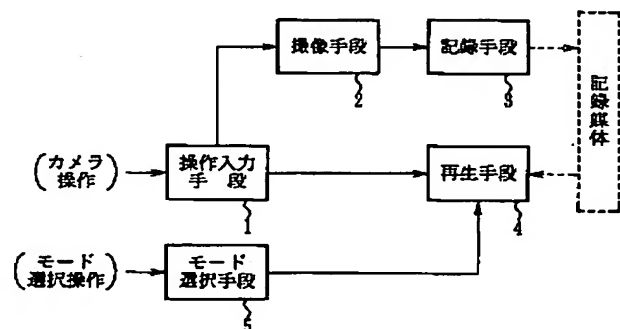 撮像手段
2
記録手段
3
記録媒体
(カメラ
操作)
操作入力
手 段
1
再生手段
4
(モード
選択操作)
モード
選択手段
5